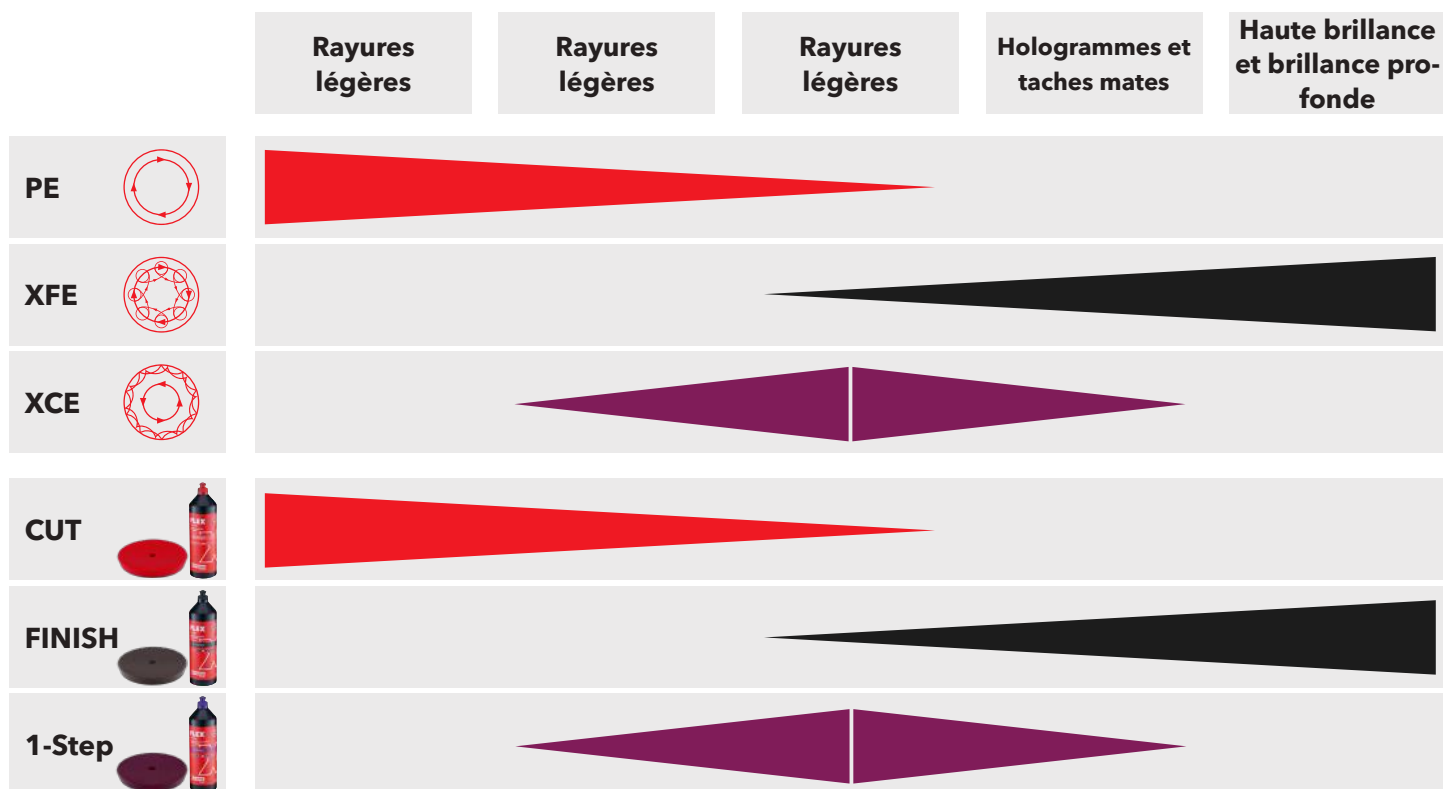 Rayures
légères
Rayures
légères
Rayures
légères
Hologrammes et
taches mates
Haute brillance
et brillance pro-
fonde
PE
XFE
XCE
CUT
FINISH
1-Step